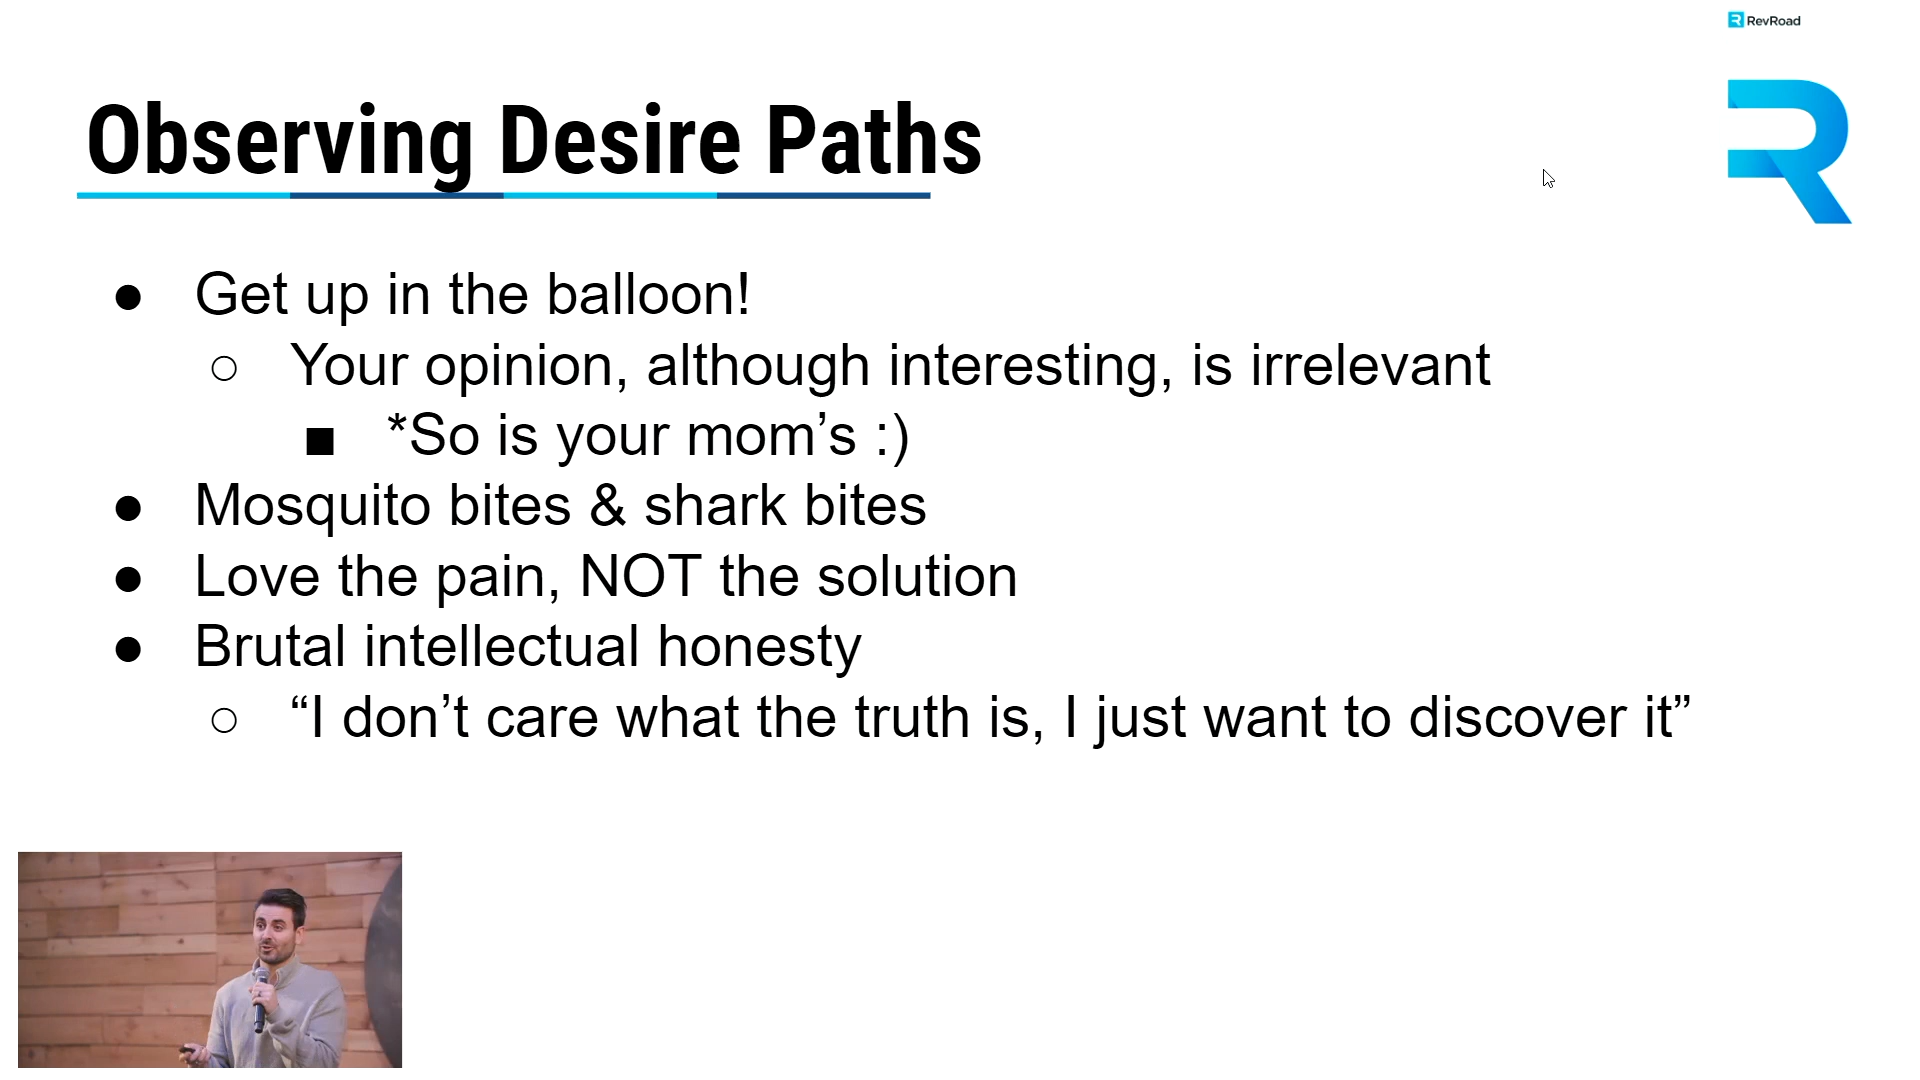 RevRoad
Observing Desire Paths
● Get up in the balloon!
○ Your opinion, although interesting, is irrelevant
■ *So is your mom’s :)
● Mosquito bites & shark bites
● Love the pain, NOT the solution
● Brutal intellectual honesty
○ “I don’t care what the truth is, I just want to discover it”